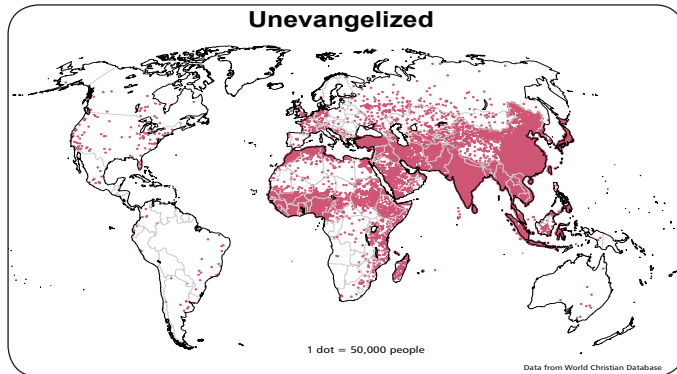 Unevangelized
1 dot = 50,000 people
Data from World Christian Database